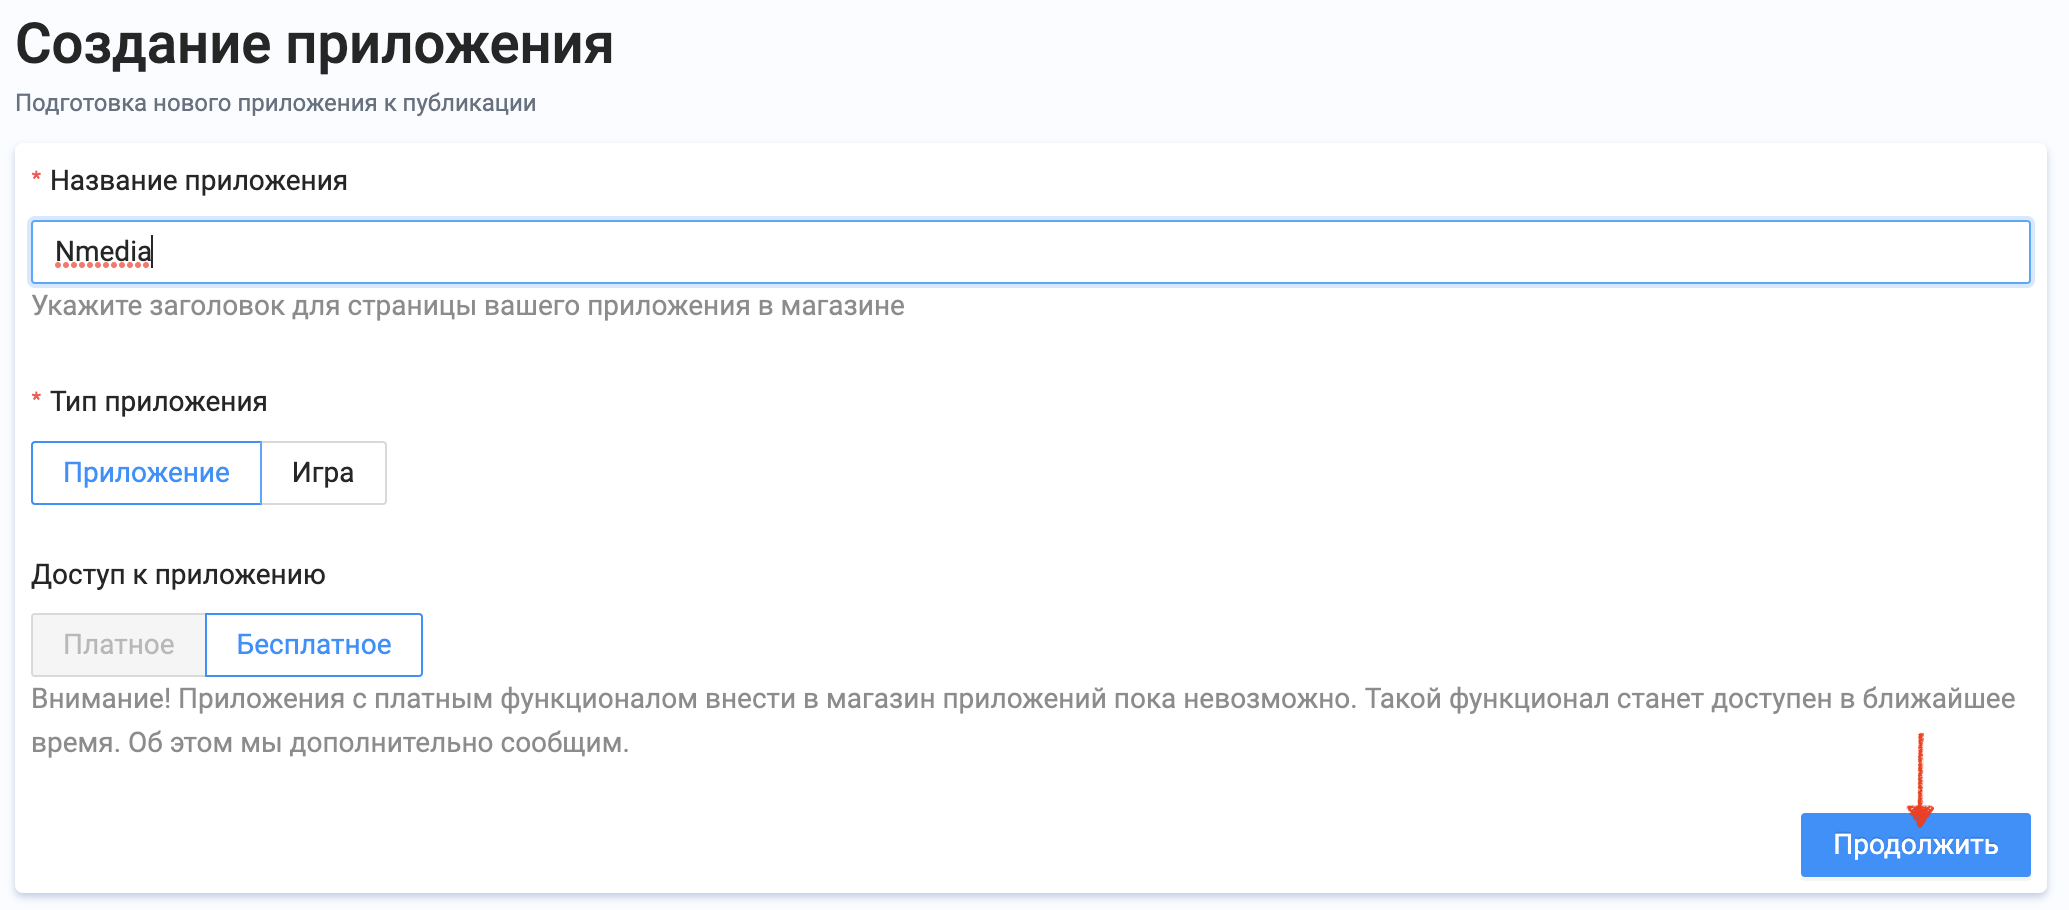 Создание приложения
Подготовка нового приложения к публикации
* Название приложения
Nmedia
Укажите заголовок для страницы вашего приложения в магазине
* Тип приложения
Приложение Игра
Доступ к приложению
Платное Бесплатное
Внимание! Приложения с платным функционалом внести в магазин приложений пока невозможно. Такой функционал станет доступен в ближайшее
время. Об этом мы дополнительно сообщим.
Продолжить